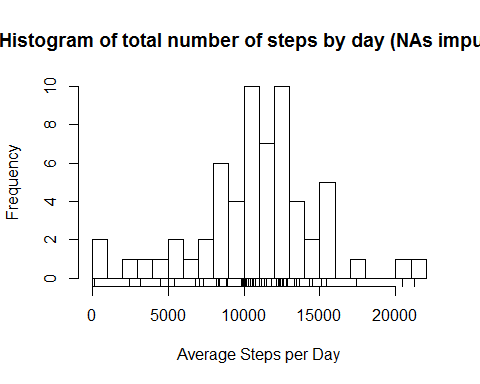 Histogram of total number of steps by day (NAs impu
10
8
6
4
2
0
Frequency
0 5000 10000 15000 20000
Average Steps per Day